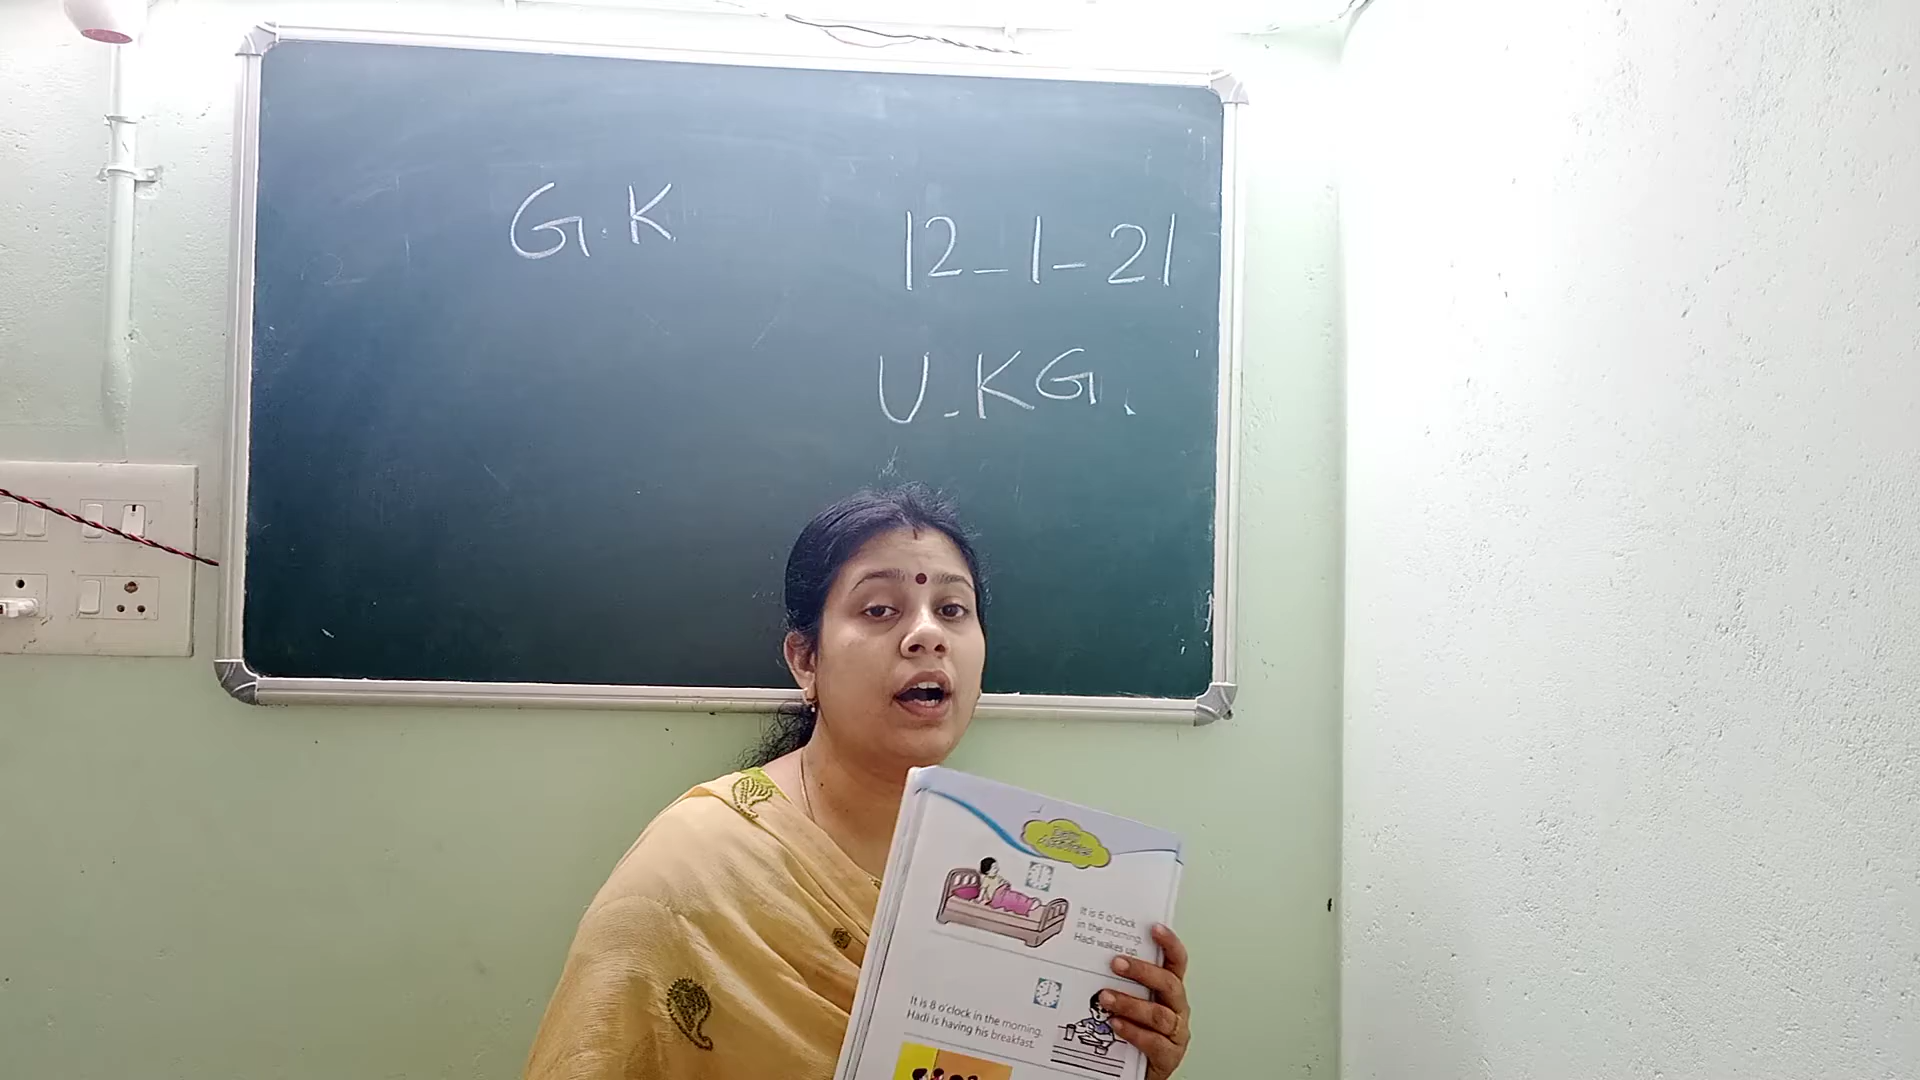 G.K
12-1-21
U.KG.
It is 6 o'clock
in the morning.
Hadi wakes up.
It is 8 o'clock in the morning.
Hadi is having his breakfast.